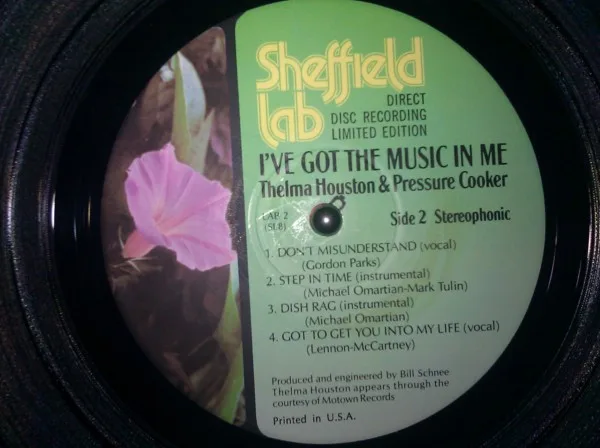 Sheffield
Lab
DIRECT
DISC RECORDING
LIMITED EDITION
I'VE GOT THE MUSIC IN ME
Thelma Houston & Pressure Cooker
LAB 2
(SL8)
Side 2 Stereophonic
1. DON'T MISUNDERSTAND (vocal)
(Gordon Parks)
2. STEP IN TIME (instrumental)
(Michael Omartian-Mark Tulin)
3. DISH RAG (instrumental)
(Michael Omartian)
4. GOT TO GET YOU INTO MY LIFE (vocal)
(Lennon-McCartney)
Produced and engineered by Bill Schnee
Thelma Houston appears through the
courtesy of Motown Records
Printed in U.S.A.